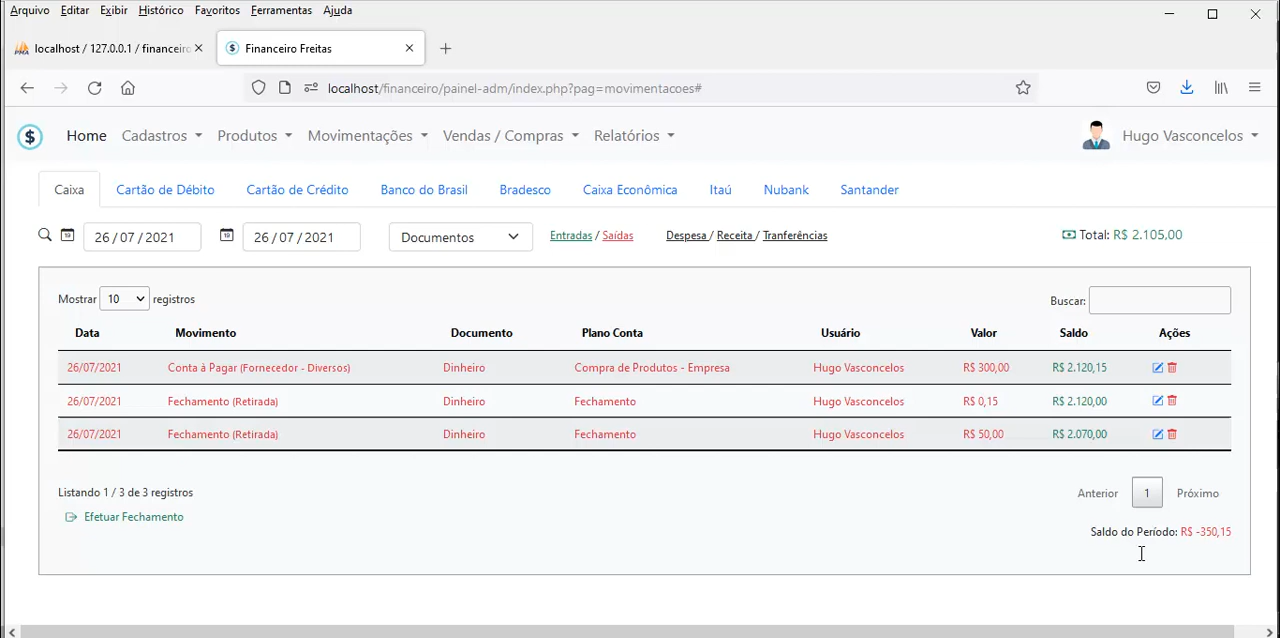 Arquivo Editar Exibir Histórico Favoritos Ferramentas Ajuda
localhost / 127.0.0.1 / financeiro
Financeiro Freitas
localhost/financeiro/painel-adm/index.php?pag=movimentacoes#
$ Home Cadastros Produtos Movimentações Vendas / Compras Relatórios Hugo Vasconcelos
Caixa Cartão de Débito Cartão de Crédito Banco do Brasil Bradesco Caixa Econômica Itaú Nubank Santander
26 / 07 / 2021 26 / 07 / 2021 Documentos Entradas / Saídas Despesa / Receita / Tranferências Total: R$ 2.105,00
Mostrar 10 registros Buscar:
Data Movimento Documento Plano Conta Usuário Valor Saldo Ações
26/07/2021 Conta à Pagar (Fornecedor - Diversos) Dinheiro Compra de Produtos - Empresa Hugo Vasconcelos R$ 300,00 R$ 2.120,15
26/07/2021 Fechamento (Retirada) Dinheiro Fechamento Hugo Vasconcelos R$ 0,15 R$ 2.120,00
26/07/2021 Fechamento (Retirada) Dinheiro Fechamento Hugo Vasconcelos R$ 50,00 R$ 2.070,00
Listando 1 / 3 de 3 registros Anterior 1 Próximo
Efetuar Fechamento
Saldo do Período: R$ -350,15